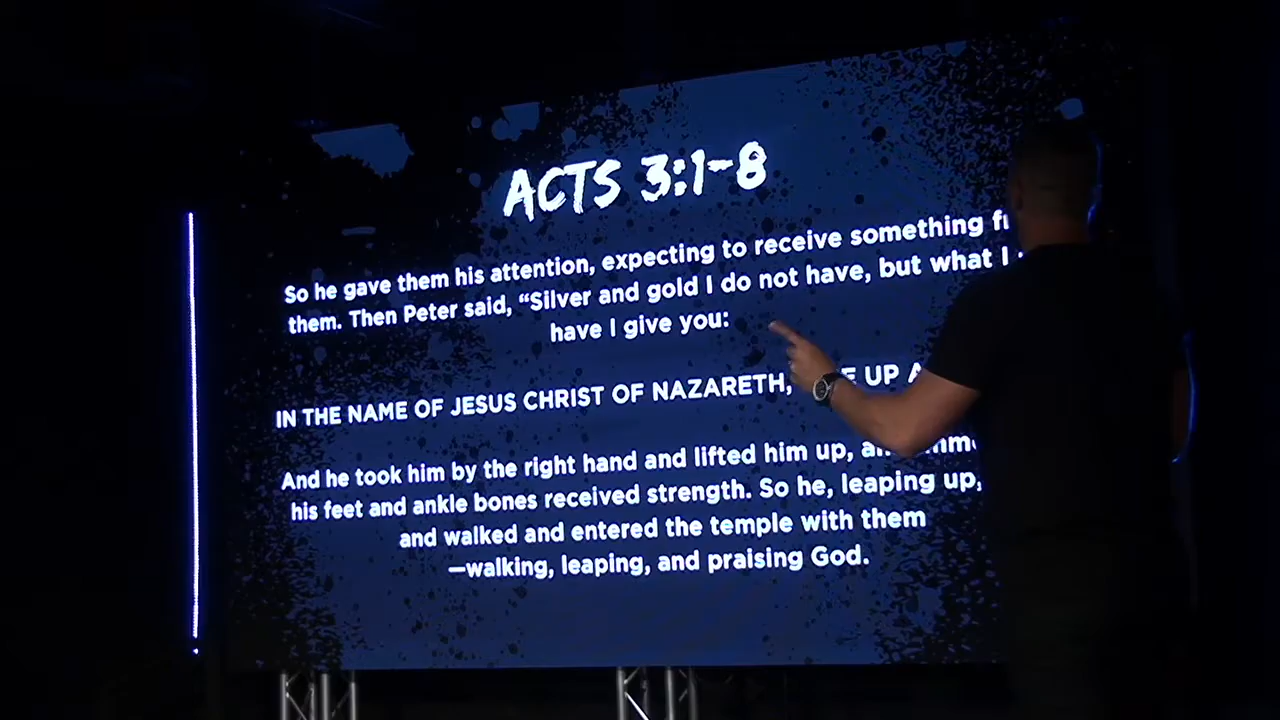 ACTS 3:1-8
So he gave them his attention, expecting to receive something
them. Then Peter said, “Silver and gold I do not have, but what I
have I give you:
IN THE NAME OF JESUS CHRIST OF NAZARETH, UP
And he took him by the right hand and lifted him up,
his feet and ankle bones received strength. So he, leaping up,
and walked and entered the temple with them
—walking, leaping, and praising God.